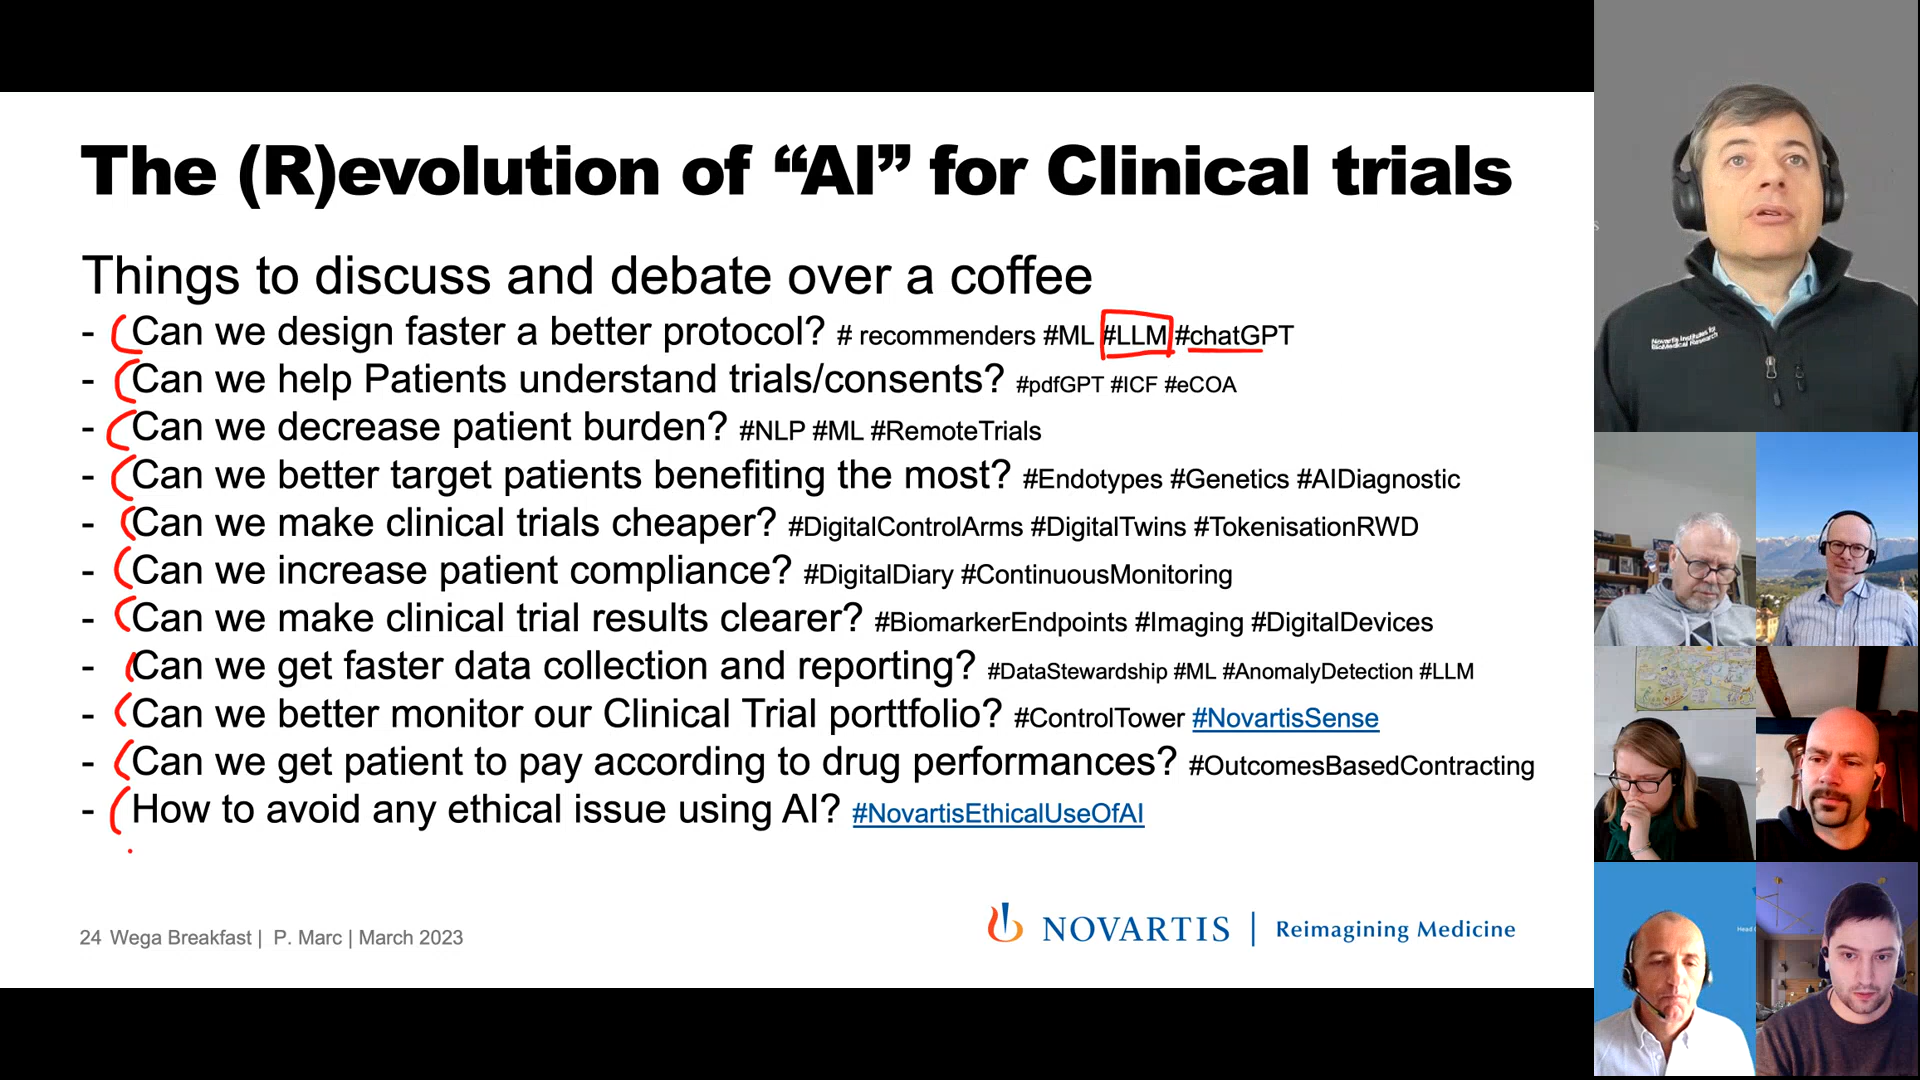 The (R)evolution of “AI” for Clinical trials
Things to discuss and debate over a coffee
- Can we design faster a better protocol? # recommenders #ML #LLM #chatGPT
- Can we help Patients understand trials/consents? #pdfGPT #ICF #eCOA
- Can we decrease patient burden? #NLP #ML #RemoteTrials
- Can we better target patients benefiting the most? #Endotypes #Genetics #AIDiagnostic
- Can we make clinical trials cheaper? #DigitalControlArms #DigitalTwins #TokenisationRWD
- Can we increase patient compliance? #DigitalDiary #ContinuousMonitoring
- Can we make clinical trial results clearer? #BiomarkerEndpoints #Imaging #DigitalDevices
- Can we get faster data collection and reporting? #DataStewardship #ML #AnomalyDetection #LLM
- Can we better monitor our Clinical Trial porttfolio? #ControlTower #NovartisSense
- Can we get patient to pay according to drug performances? #OutcomesBasedContracting
- How to avoid any ethical issue using AI? #NovartisEthicalUseOfAI
24 Wega Breakfast | P. Marc | March 2023
NOVARTIS | Reimagining Medicine
Novartis Institutes for
BioMedical Research
Head